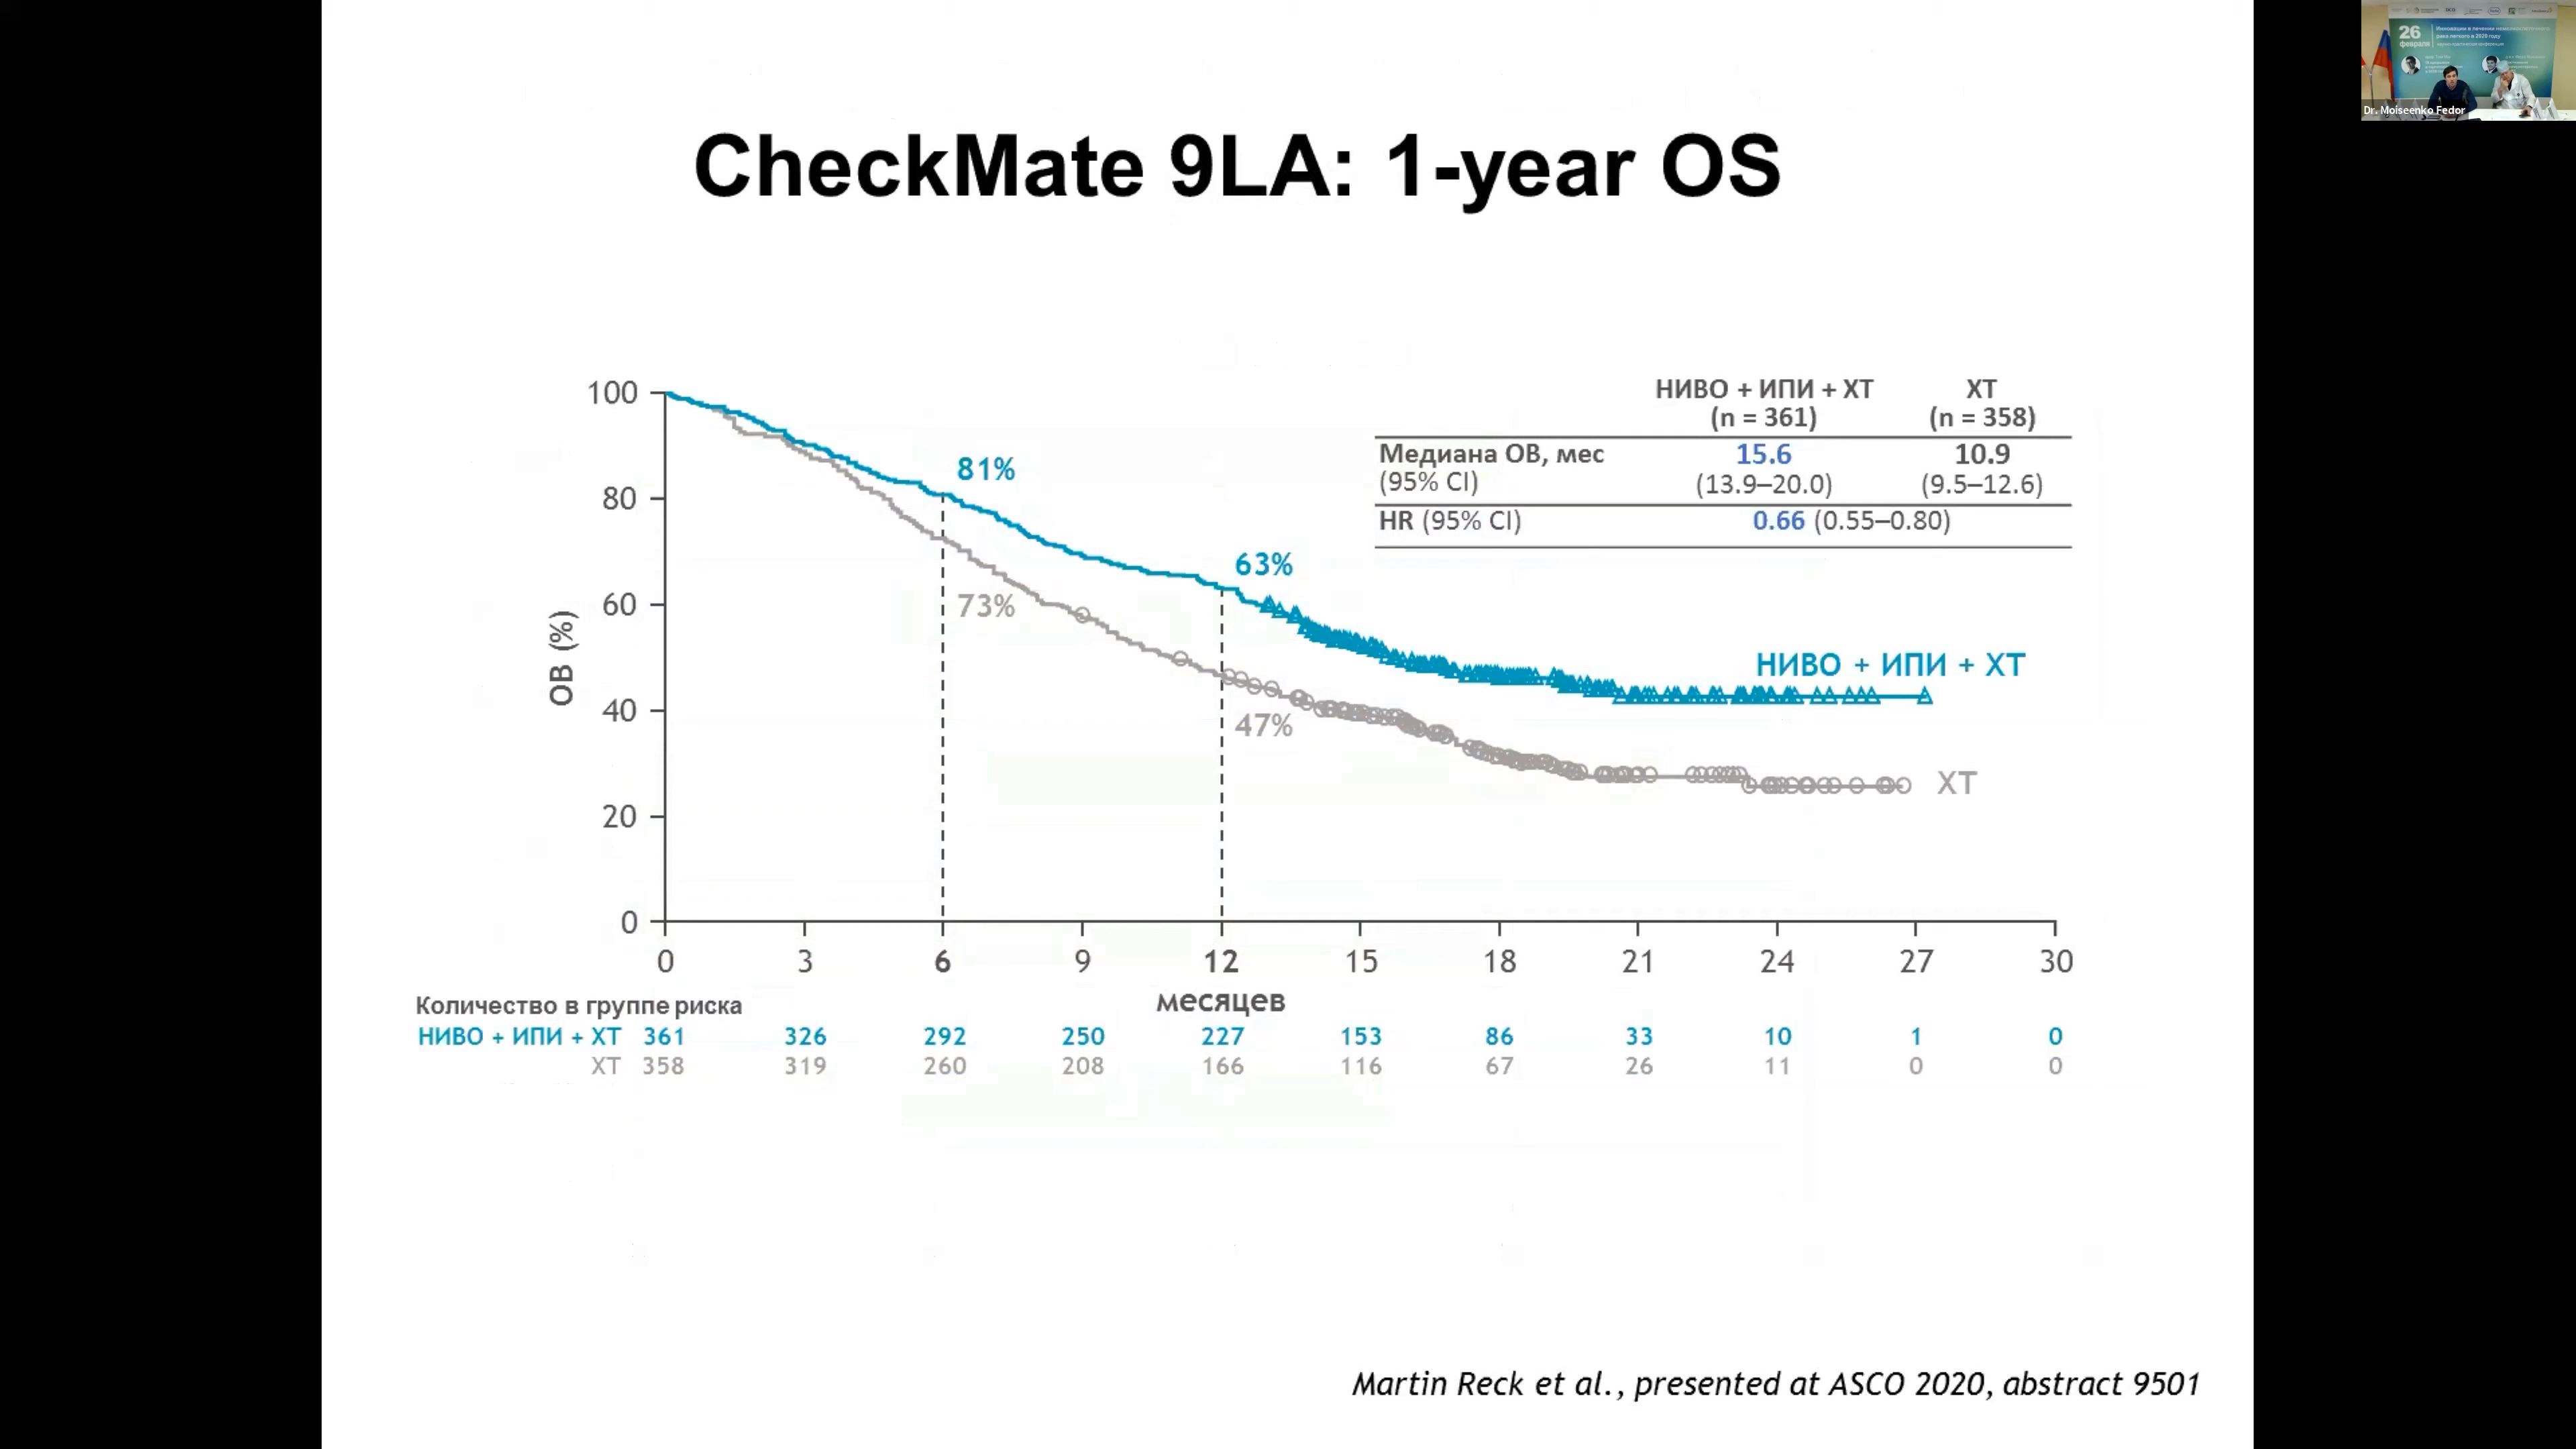 CheckMate 9LA: 1-year OS
НИВО + ИПИ + ХТ ХТ
(n = 361) (n = 358)
Медиана ОВ, мес 15.6 10.9
(95% CI) (13.9–20.0) (9.5–12.6)
HR (95% CI) 0.66 (0.55–0.80)
ОВ (%)
100
80
60
40
20
0
81%
73%
63%
47%
НИВО + ИПИ + ХТ
ХТ
0 3 6 9 12 15 18 21 24 27 30
месяцев
Количество в группе риска
НИВО + ИПИ + ХТ 361 326 292 250 227 153 86 33 10 1 0
ХТ 358 319 260 208 166 116 67 26 11 0 0
Martin Reck et al., presented at ASCO 2020, abstract 9501
26
февраля
Dr. Moiseenko Fedor